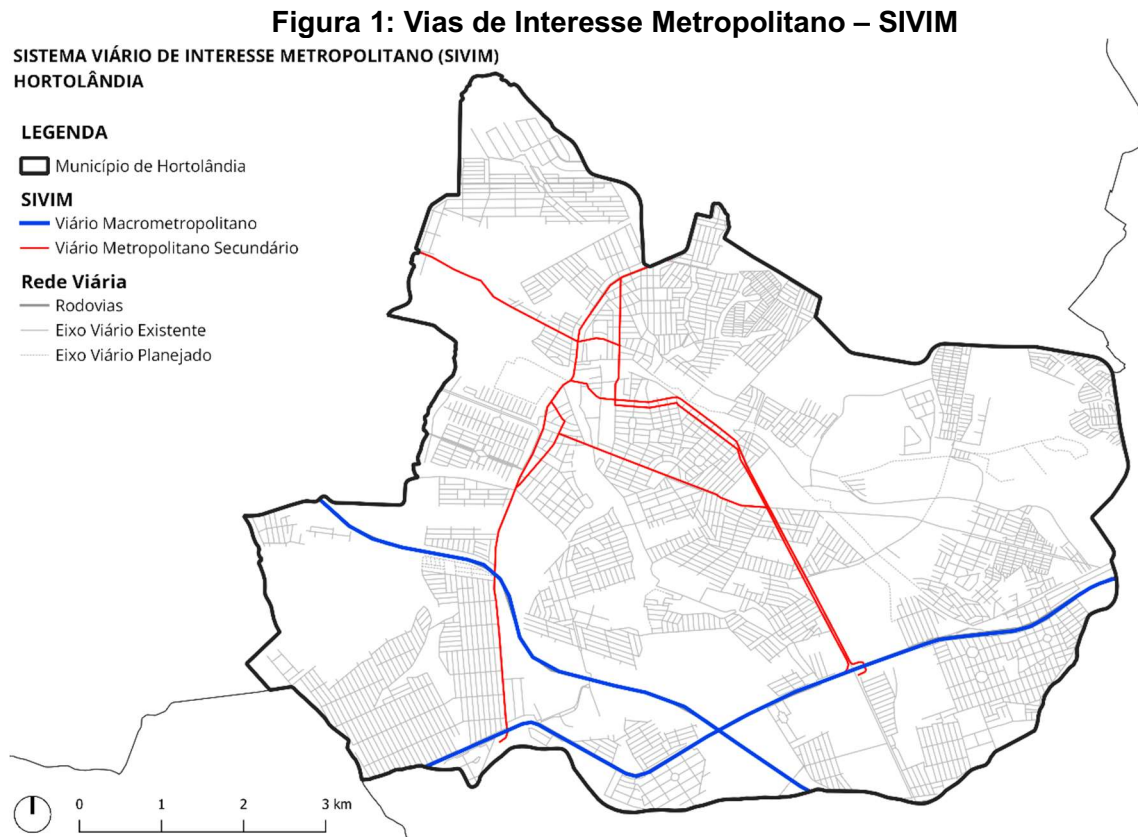 Figura 1: Vias de Interesse Metropolitano – SIVIM
SISTEMA VIÁRIO DE INTERESSE METROPOLITANO (SIVIM)
HORTOLÂNDIA
LEGENDA
Município de Hortolândia
SIVIM
Viário Macrometropolitano
Viário Metropolitano Secundário
Rede Viária
Rodovias
Eixo Viário Existente
Eixo Viário Planejado
0 1 2 3 km